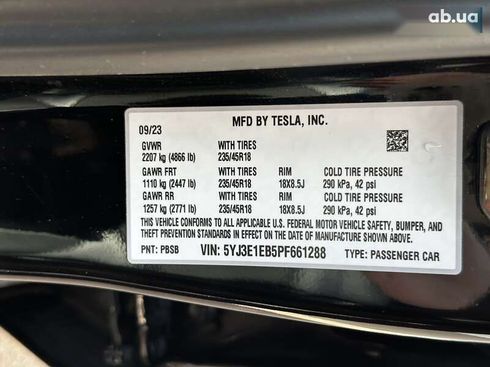 ab.ua
MFD BY TESLA, INC.
09/23
GVWR WITH TIRES
2207 kg (4866 lb) 235/45R18
GAWR FRT WITH TIRES RIM COLD TIRE PRESSURE
1110 kg (2447 lb) 235/45R18 18X8.5J 290 kPa, 42 psi
GAWR RR WITH TIRES RIM COLD TIRE PRESSURE
1257 kg (2771 lb) 235/45R18 18X8.5J 290 kPa, 42 psi
THIS VEHICLE CONFORMS TO ALL APPLICABLE U.S. FEDERAL MOTOR VEHICLE SAFETY, BUMPER, AND
THEFT PREVENTION STANDARDS IN EFFECT ON THE DATE OF MANUFACTURE SHOWN ABOVE.
PNT: PBSB VIN: 5YJ3E1EB5PF661288 TYPE: PASSENGER CAR